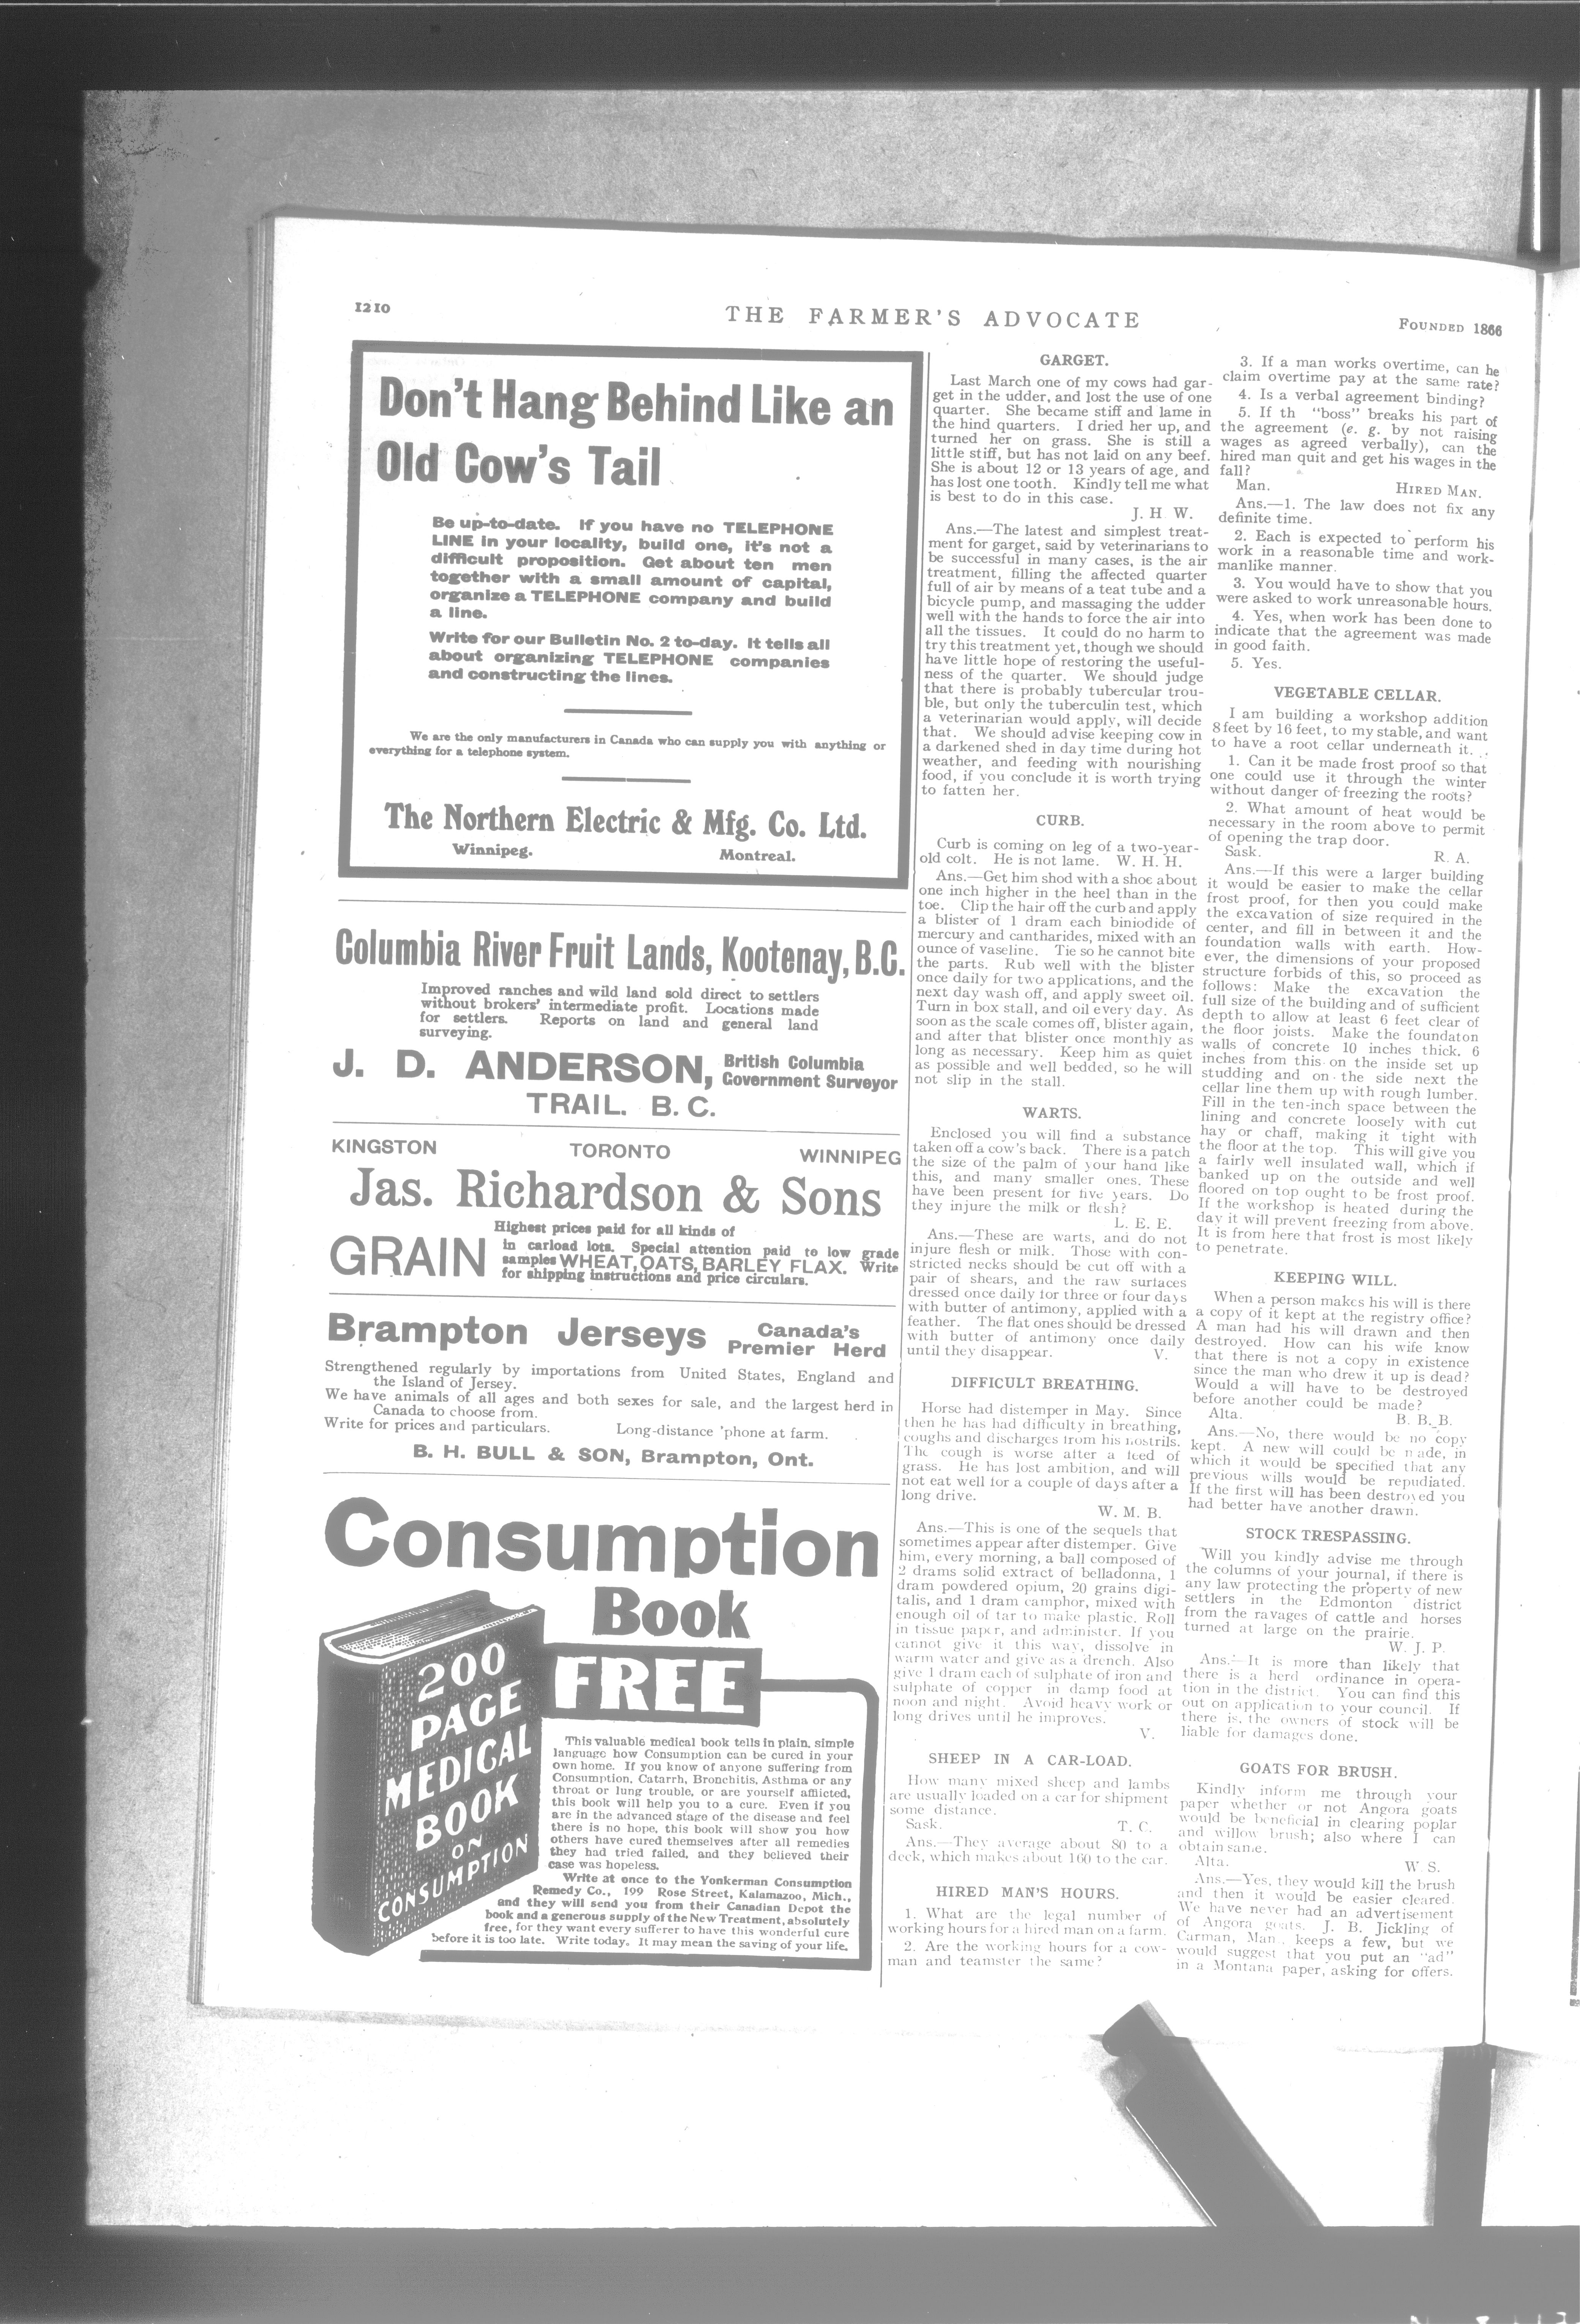 1210
THE FARMER'S ADVOCATE
FOUNDED 1866
Don't Hang Behind Like an
Old Cow's Tail
Be up-to-date. If you have no TELEPHONE
LINE in your locality, build one, it's not a
difficult proposition. Get about ten men
together with a small amount of capital,
organize a TELEPHONE company and build
a line.
Write for our Bulletin No. 2 to-day. It tells all
about organizing TELEPHONE companies
and constructing the lines.
We are the only manufacturers in Canada who can supply you with anything or
everything for a telephone system.
The Northern Electric & Mfg. Co. Ltd.
Winnipeg. Montreal.
Columbia River Fruit Lands, Kootenay, B.C.
Improved ranches and wild land sold direct to settlers
without brokers' intermediate profit. Locations made
for settlers. Reports on land and general land
surveying.
J. D. ANDERSON, British Columbia
Government Surveyor
TRAIL. B. C.
KINGSTON TORONTO WINNIPEG
Jas. Richardson & Sons
Highest prices paid for all kinds of
GRAIN in carload lots. Special attention paid to low grade
samples WHEAT, OATS, BARLEY FLAX. Write
for shipping instructions and price circulars.
Brampton Jerseys Canada's
Premier Herd
Strengthened regularly by importations from United States, England and
the Island of Jersey.
We have animals of all ages and both sexes for sale, and the largest herd in
Canada to choose from.
Write for prices and particulars. Long-distance 'phone at farm.
B. H. BULL & SON, Brampton, Ont.
Consumption
Book
FREE
200
PAGE
MEDICAL
BOOK
ON
CONSUMPTION
This valuable medical book tells in plain, simple
language how Consumption can be cured in your
own home. If you know of anyone suffering from
Consumption, Catarrh, Bronchitis, Asthma or any
throat or lung trouble, or are yourself afflicted,
this book will help you to a cure. Even if you
are in the advanced stage of the disease and feel
there is no hope, this book will show you how
others have cured themselves after all remedies
they had tried failed, and they believed their
case was hopeless.
Write at once to the Yonkerman Consumption
Remedy Co., 199 Rose Street, Kalamazoo, Mich.,
and they will send you from their Canadian Depot the
book and a generous supply of the New Treatment, absolutely
free, for they want every sufferer to have this wonderful cure
before it is too late. Write today. It may mean the saving of your life.
GARGET.
Last March one of my cows had gar-
get in the udder, and lost the use of one
quarter. She became stiff and lame in
the hind quarters. I dried her up, and
turned her on grass. She is still a
little stiff, but has not laid on any beef.
She is about 12 or 13 years of age, and
has lost one tooth. Kindly tell me what
is best to do in this case.
J. H W.
Ans.—The latest and simplest treat-
ment for garget, said by veterinarians to
be successful in many cases, is the air
treatment, filling the affected quarter
full of air by means of a teat tube and a
bicycle pump, and massaging the udder
well with the hands to force the air into
all the tissues. It could do no harm to
try this treatment yet, though we should
have little hope of restoring the useful-
ness of the quarter. We should judge
that there is probably tubercular trou-
ble, but only the tuberculin test, which
a veterinarian would apply, will decide
that. We should advise keeping cow in
a darkened shed in day time during hot
weather, and feeding with nourishing
food, if you conclude it is worth trying
to fatten her.
CURB.
Curb is coming on leg of a two-year-
old colt. He is not lame. W. H. H.
Ans.—Get him shod with a shoe about
one inch higher in the heel than in the
toe. Clip the hair off the curb and apply
a blister of 1 dram each biniodide of
mercury and cantharides, mixed with an
ounce of vaseline. Tie so he cannot bite
the parts. Rub well with the blister
once daily for two applications, and the
next day wash off, and apply sweet oil.
Turn in box stall, and oil every day. As
soon as the scale comes off, blister again,
and after that blister once monthly as
long as necessary. Keep him as quiet
as possible and well bedded, so he will
not slip in the stall.
WARTS.
Enclosed you will find a substance
taken off a cow's back. There is a patch
the size of the palm of your hand like
this, and many smaller ones. These
have been present for five years. Do
they injure the milk or flesh?
L. E. E.
Ans.—These are warts, and do not
injure flesh or milk. Those with con-
stricted necks should be cut off with a
pair of shears, and the raw surfaces
dressed once daily for three or four days
with butter of antimony, applied with a
feather. The flat ones should be dressed
with butter of antimony once daily
until they disappear. V.
DIFFICULT BREATHING.
Horse had distemper in May. Since
then he has had difficulty in breathing,
coughs and discharges from his nostrils.
The cough is worse after a feed of
grass. He has lost ambition, and will
not eat well for a couple of days after a
long drive.
W. M. B.
Ans.—This is one of the sequels that
sometimes appear after distemper. Give
him, every morning, a ball composed of
2 drams solid extract of belladonna, 1
dram powdered opium, 20 grains digi-
talis, and 1 dram camphor, mixed with
enough oil of tar to make plastic. Roll
in tissue paper, and administer. If you
cannot give it this way, dissolve in
warm water and give as a drench. Also
give 1 dram each of sulphate of iron and
sulphate of copper in damp food at
noon and night. Avoid heavy work or
long drives until he improves.
V.
SHEEP IN A CAR-LOAD.
How many mixed sheep and lambs
are usually loaded on a car for shipment
some distance.
Sask. T. C.
Ans.—They average about 80 to a
deck, which makes about 160 to the car.
HIRED MAN'S HOURS.
1. What are the legal number of
working hours for a hired man on a farm.
2. Are the working hours for a cow-
man and teamster the same?
3. If a man works overtime, can he
claim overtime pay at the same rate?
4. Is a verbal agreement binding?
5. If th "boss" breaks his part of
the agreement (e. g. by not raising
wages as agreed verbally), can the
hired man quit and get his wages in the
fall?
Man. HIRED MAN.
Ans.—1. The law does not fix any
definite time.
2. Each is expected to perform his
work in a reasonable time and work-
manlike manner.
3. You would have to show that you
were asked to work unreasonable hours.
4. Yes, when work has been done to
indicate that the agreement was made
in good faith.
5. Yes.
VEGETABLE CELLAR.
I am building a workshop addition
8 feet by 16 feet, to my stable, and want
to have a root cellar underneath it.
1. Can it be made frost proof so that
one could use it through the winter
without danger of freezing the roots?
2. What amount of heat would be
necessary in the room above to permit
of opening the trap door.
Sask. R. A.
Ans.—If this were a larger building
it would be easier to make the cellar
frost proof, for then you could make
the excavation of size required in the
center, and fill in between it and the
foundation walls with earth. How-
ever, the dimensions of your proposed
structure forbids of this, so proceed as
follows: Make the excavation the
full size of the building and of sufficient
depth to allow at least 6 feet clear of
the floor joists. Make the foundaton
walls of concrete 10 inches thick. 6
inches from this on the inside set up
studding and on the side next the
cellar line them up with rough lumber.
Fill in the ten-inch space between the
lining and concrete loosely with cut
hay or chaff, making it tight with
the floor at the top. This will give you
a fairly well insulated wall, which if
banked up on the outside and well
floored on top ought to be frost proof.
If the workshop is heated during the
day it will prevent freezing from above.
It is from here that frost is most likely
to penetrate.
KEEPING WILL.
When a person makes his will is there
a copy of it kept at the registry office?
A man had his will drawn and then
destroyed. How can his wife know
that there is not a copy in existence
since the man who drew it up is dead?
Would a will have to be destroyed
before another could be made?
Alta. B. B. B.
Ans.—No, there would be no copy
kept. A new will could be made, in
which it would be specified that any
previous wills would be repudiated.
If the first will has been destroyed you
had better have another drawn.
STOCK TRESPASSING.
Will you kindly advise me through
the columns of your journal, if there is
any law protecting the property of new
settlers in the Edmonton district
from the ravages of cattle and horses
turned at large on the prairie.
W. J. P.
Ans.—It is more than likely that
there is a herd ordinance in opera-
tion in the district. You can find this
out on application to your council. If
there is, the owners of stock will be
liable for damages done.
GOATS FOR BRUSH.
Kindly inform me through your
paper whether or not Angora goats
would be beneficial in clearing poplar
and willow brush; also where I can
obtain same.
Alta. W. S.
Ans.—Yes, they would kill the brush
and then it would be easier cleared.
We have never had an advertisement
of Angora goats. J. B. Jickling of
Carman, Man. keeps a few, but we
would suggest that you put an "ad"
in a Montana paper, asking for offers.